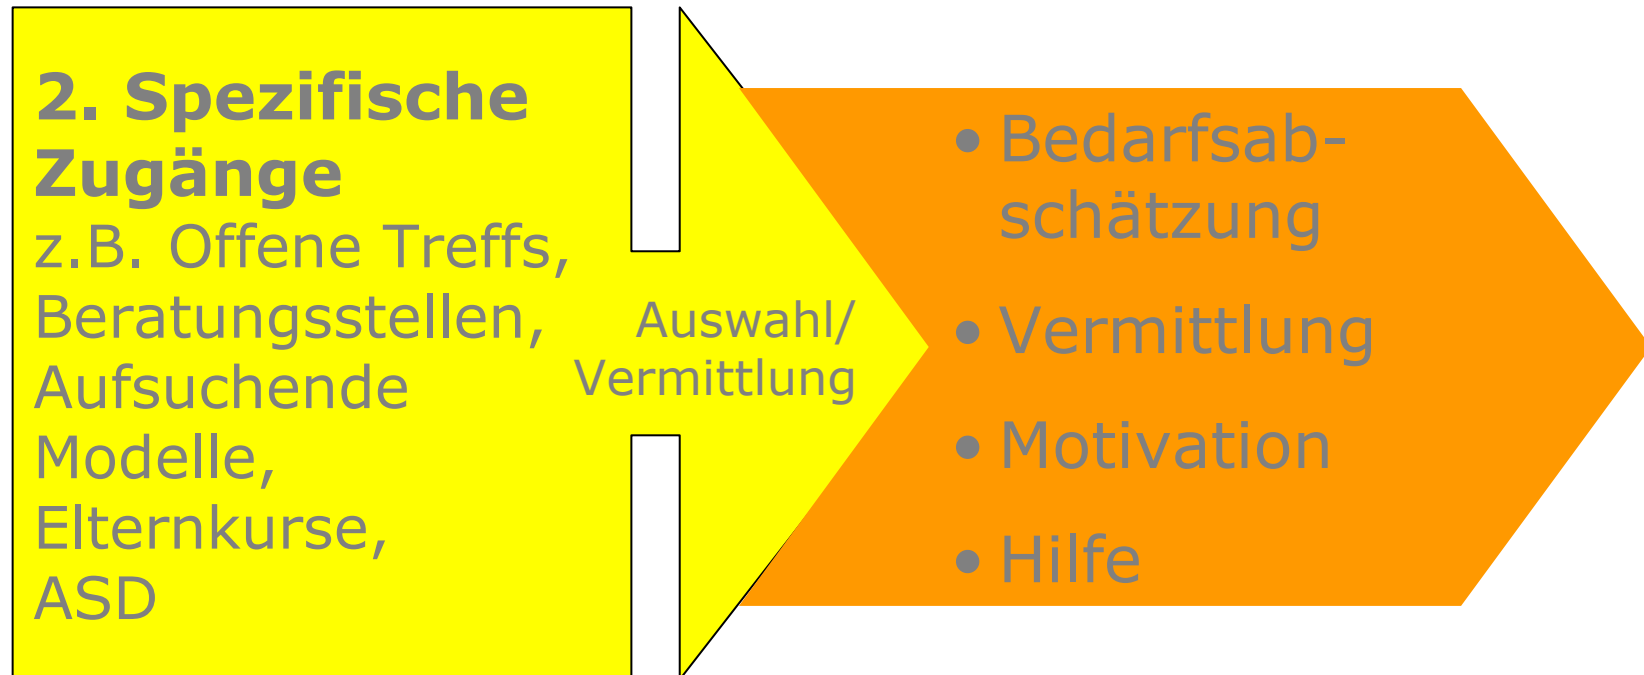 2. Spezifische
Zugänge
z.B. Offene Treffs,
Beratungsstellen,
Aufsuchende
Modelle,
Elternkurse,
ASD
Auswahl/
Vermittlung
• Bedarfsab-
schätzung
• Vermittlung
• Motivation
• Hilfe